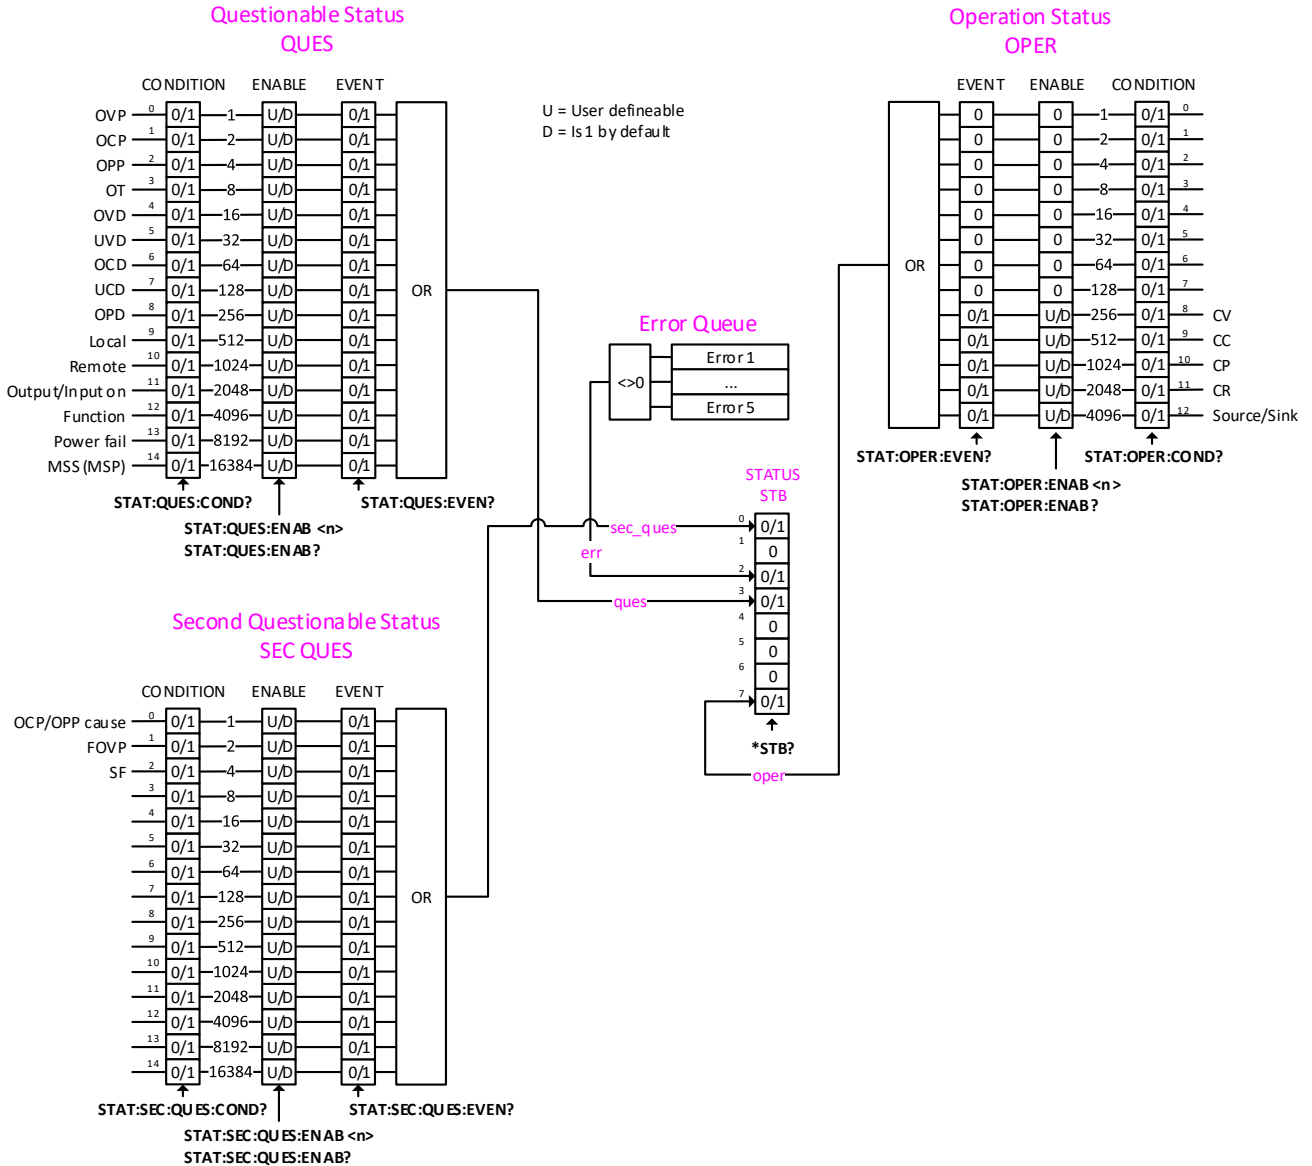 Questionable Status
QUES
CONDITION ENABLE EVENT
OVP 0 0/1 1 U/D 0/1
OCP 1 0/1 2 U/D 0/1
OPP 2 0/1 4 U/D 0/1
OT 3 0/1 8 U/D 0/1
OVD 4 0/1 16 U/D 0/1
UVD 5 0/1 32 U/D 0/1
OCD 6 0/1 64 U/D 0/1
UCD 7 0/1 128 U/D 0/1 OR
OPD 8 0/1 256 U/D 0/1
Local 9 0/1 512 U/D 0/1
Remote 10 0/1 1024 U/D 0/1
Output/Input on 11 0/1 2048 U/D 0/1
Function 12 0/1 4096 U/D 0/1
Power fail 13 0/1 8192 U/D 0/1
MSS (MSP) 14 0/1 16384 U/D 0/1
STAT:QUES:COND? STAT:QUES:EVEN?
STAT:QUES:ENAB <n>
STAT:QUES:ENAB?
U = User defineable
D = Is 1 by default
Operation Status
OPER
EVENT ENABLE CONDITION
0 0 1 0/1 0
0 0 2 0/1 1
0 0 4 0/1 2
0 0 8 0/1 3
0 0 16 0/1 4
0 0 32 0/1 5
OR 0 0 64 0/1 6
0 0 128 0/1 7
0/1 U/D 256 0/1 8 CV
0/1 U/D 512 0/1 9 CC
0/1 U/D 1024 0/1 10 CP
0/1 U/D 2048 0/1 11 CR
0/1 U/D 4096 0/1 12 Source/Sink
STAT:OPER:EVEN? STAT:OPER:COND?
STAT:OPER:ENAB <n>
STAT:OPER:ENAB?
Error Queue
Error 1
<>0 ...
Error 5
STATUS
STB
sec_ques 0 0/1
1 0
err 2 0/1
ques 3 0/1
4 0
5 0
6 0
7 0/1
*STB?
oper
Second Questionable Status
SEC QUES
CONDITION ENABLE EVENT
OCP/OPP cause 0 0/1 1 U/D 0/1
FOVP 1 0/1 2 U/D 0/1
SF 2 0/1 4 U/D 0/1
3 0/1 8 U/D 0/1
4 0/1 16 U/D 0/1
5 0/1 32 U/D 0/1
6 0/1 64 U/D 0/1
7 0/1 128 U/D 0/1 OR
8 0/1 256 U/D 0/1
9 0/1 512 U/D 0/1
10 0/1 1024 U/D 0/1
11 0/1 2048 U/D 0/1
12 0/1 4096 U/D 0/1
13 0/1 8192 U/D 0/1
14 0/1 16384 U/D 0/1
STAT:SEC:QUES:COND? STAT:SEC:QUES:EVEN?
STAT:SEC:QUES:ENAB <n>
STAT:SEC:QUES:ENAB?